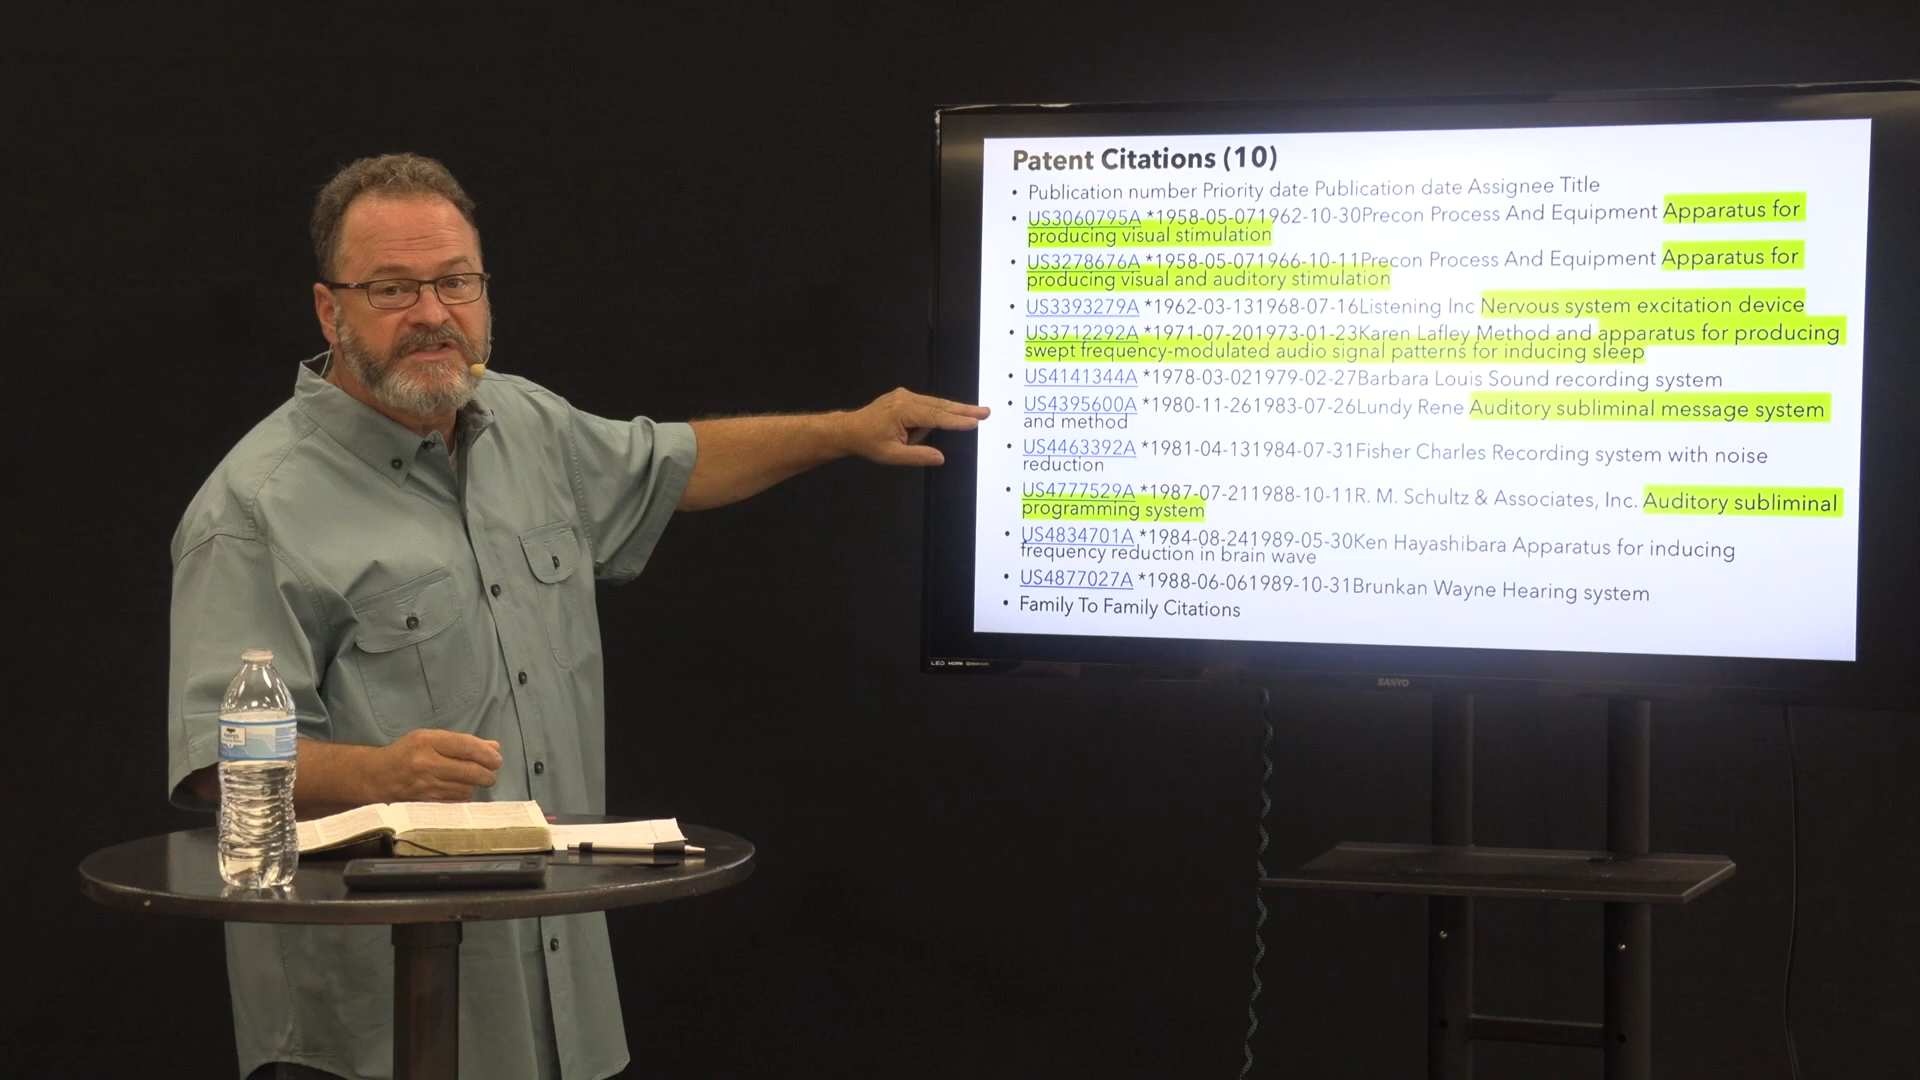 Patent Citations (10)
• Publication number Priority date Publication date Assignee Title
• US3060795A *1958-05-071962-10-30Precon Process And Equipment Apparatus for
producing visual stimulation
• US3278676A *1958-05-071966-10-11Precon Process And Equipment Apparatus for
producing visual and auditory stimulation
• US3393279A *1962-03-131968-07-16Listening Inc Nervous system excitation device
• US3712292A *1971-07-201973-01-23Karen Lafley Method and apparatus for producing
swept frequency-modulated audio signal patterns for inducing sleep
• US4141344A *1978-03-021979-02-27Barbara Louis Sound recording system
• US4395600A *1980-11-261983-07-26Lundy Rene Auditory subliminal message system
and method
• US4463392A *1981-04-131984-07-31Fisher Charles Recording system with noise
reduction
• US4777529A *1987-07-211988-10-11R. M. Schultz & Associates, Inc. Auditory subliminal
programming system
• US4834701A *1984-08-241989-05-30Ken Hayashibara Apparatus for inducing
frequency reduction in brain wave
• US4877027A *1988-06-061989-10-31Brunkan Wayne Hearing system
• Family To Family Citations
LED HDMI
SANYO